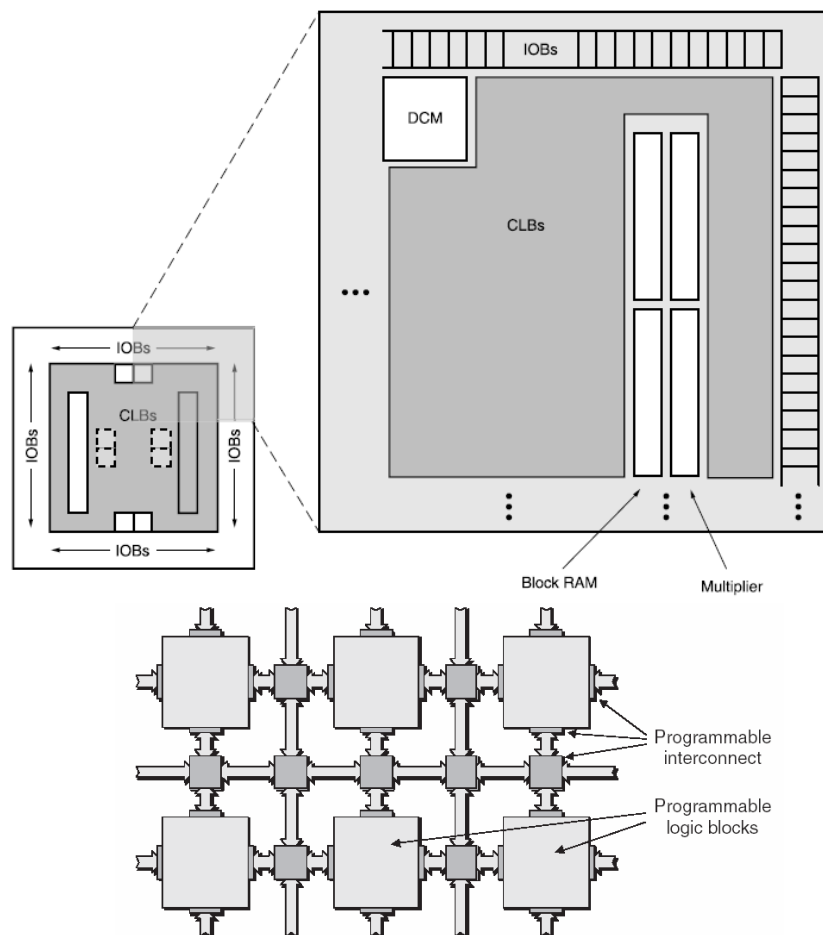 IOBs
DCM
CLBs
IOBs
CLBs
IOBs
IOBs
IOBs
Block RAM
Multiplier
Programmable
interconnect
Programmable
logic blocks